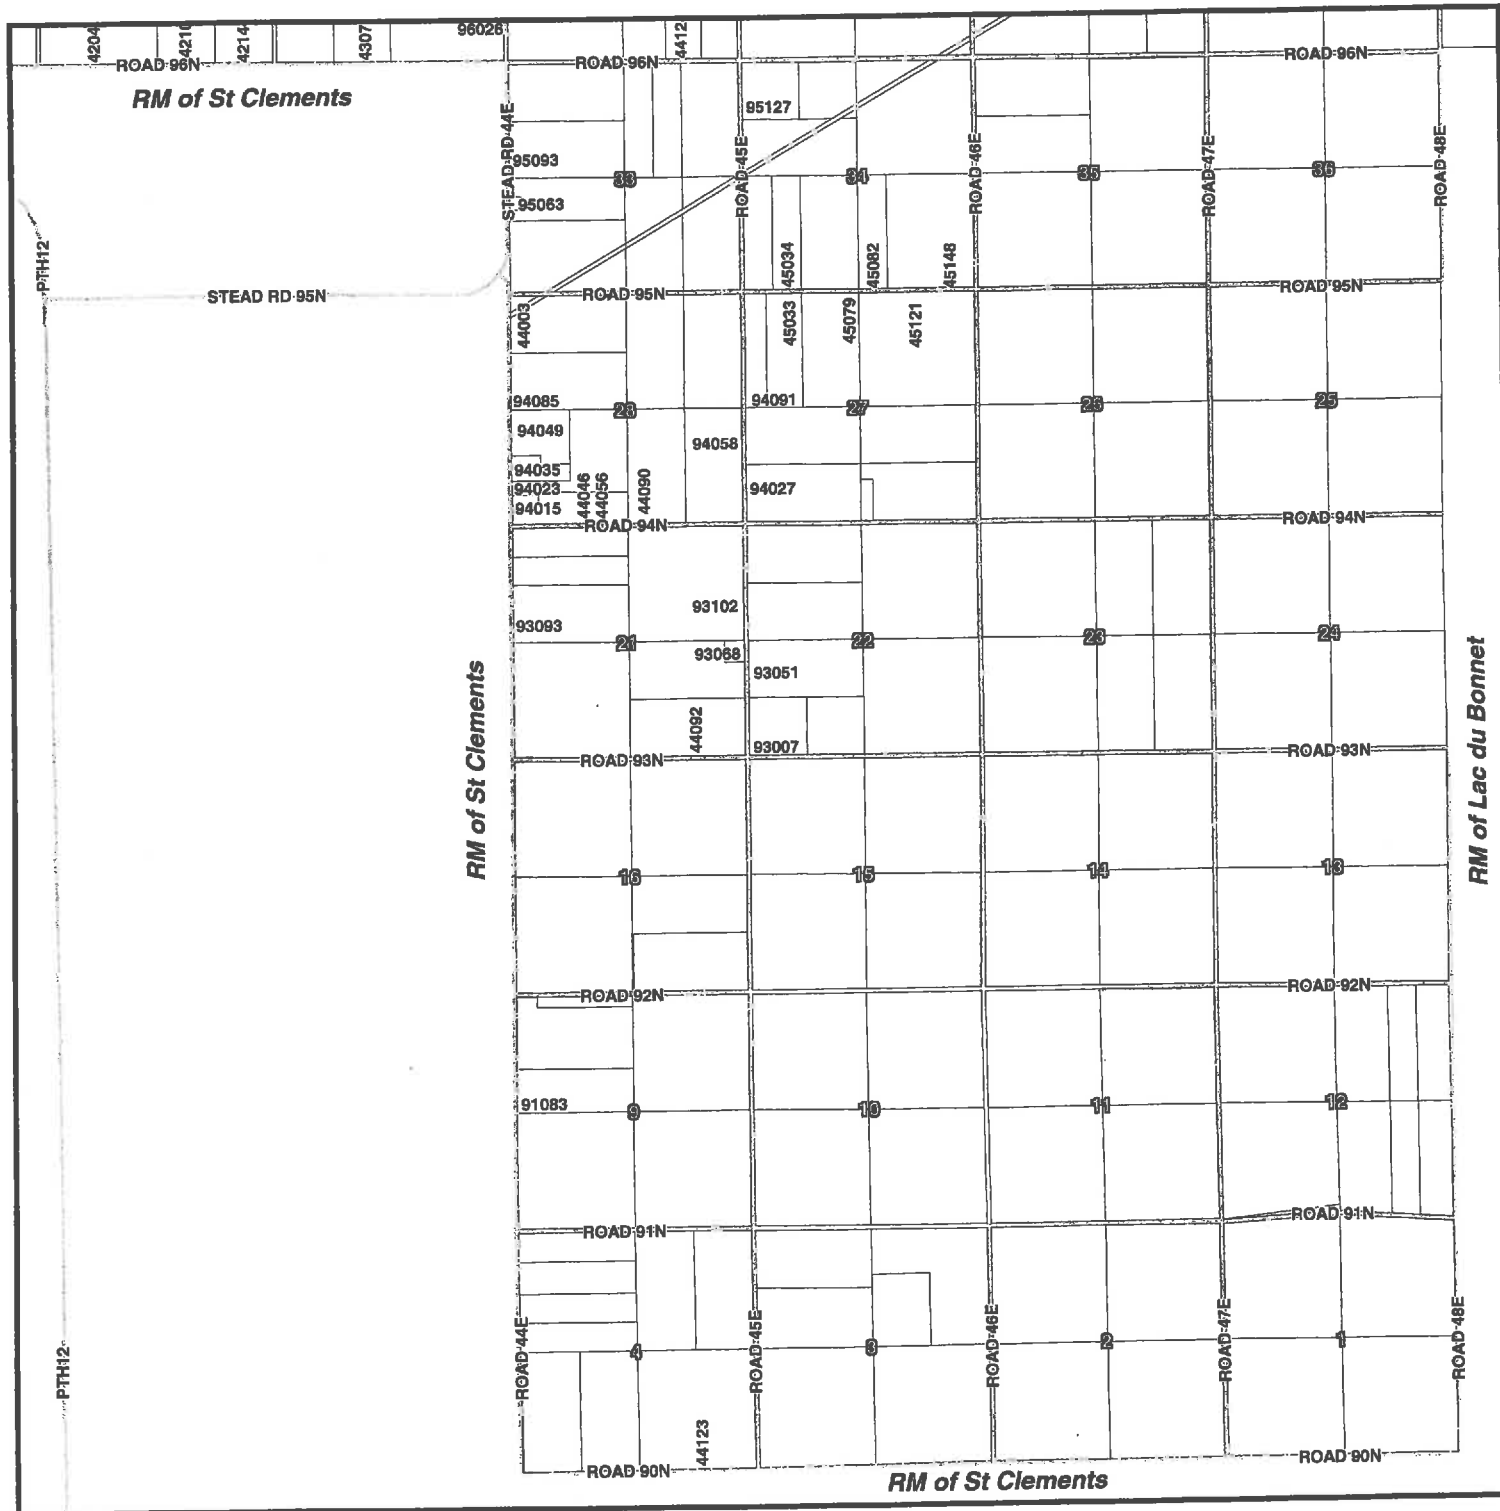 4204
4210
4214
4307
96026
4412
ROAD 96N
ROAD 96N
ROAD 96N
RM of St Clements
95127
STEAD RD 44E
ROAD 45E
ROAD 46E
ROAD 47E
ROAD 48E
95093
33
34
35
36
95063
PTH12
45034
45082
45148
STEAD RD 95N
ROAD 95N
ROAD 95N
44003
45033
45079
45121
94085
28
94091
27
26
25
94049
94058
94035
94023
94015
44046
44056
44090
94027
ROAD 94N
ROAD 94N
93102
93093
21
22
23
24
93068
93051
44092
93007
ROAD 93N
ROAD 93N
RM of St Clements
RM of Lac du Bonnet
16
15
14
13
ROAD 92N
ROAD 92N
91083
9
10
11
12
ROAD 91N
ROAD 91N
PTH12
ROAD 44E
ROAD 45E
ROAD 46E
ROAD 47E
ROAD 48E
4
3
2
1
44123
ROAD 90N
ROAD 90N
RM of St Clements